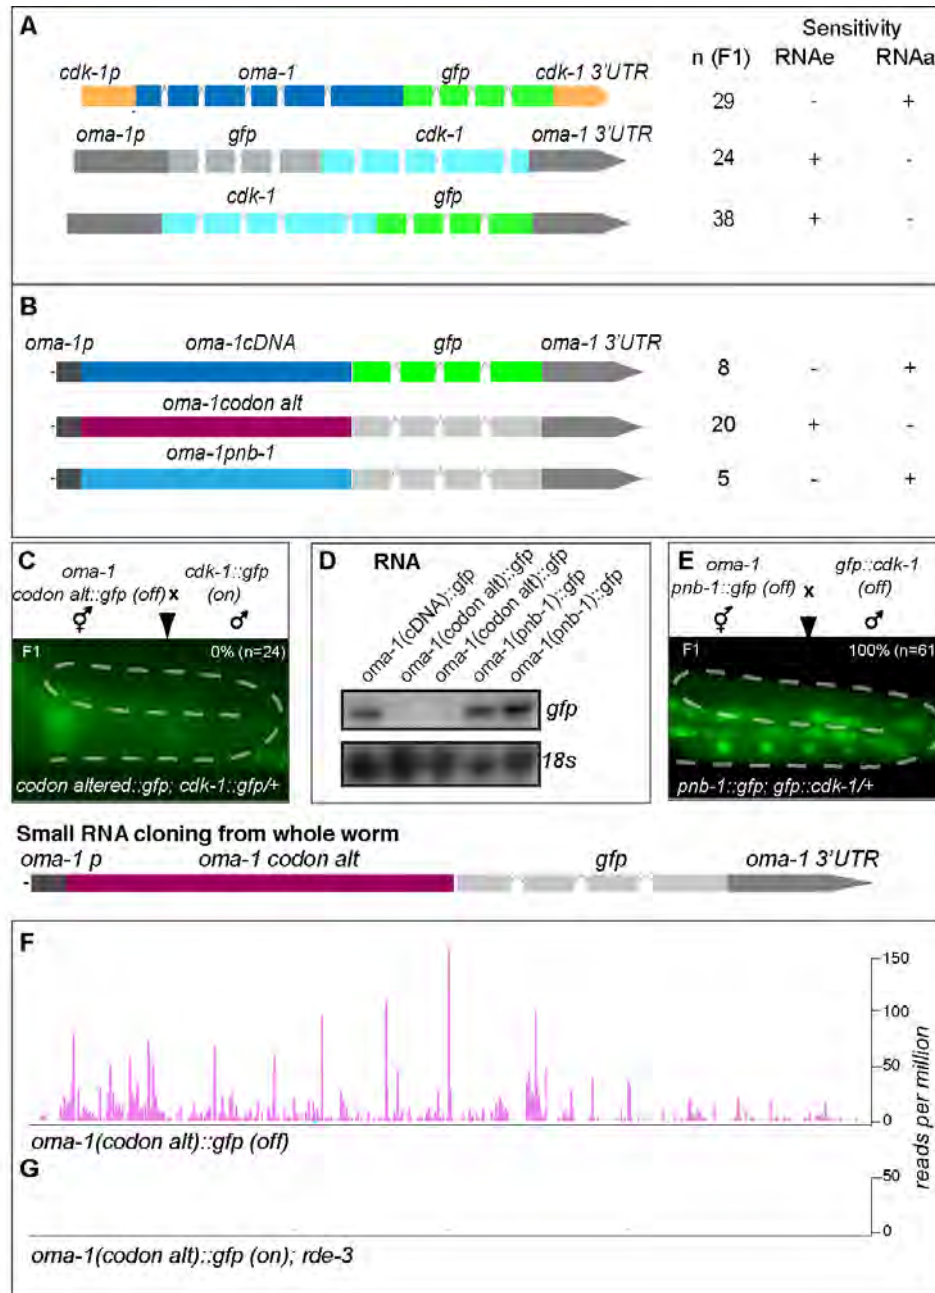 A
Sensitivity
n (F1) RNAe RNAa
cdk-1p oma-1 gfp cdk-1 3'UTR
29 - +
oma-1p gfp cdk-1 oma-1 3'UTR
24 + -
cdk-1 gfp
38 + -
B
oma-1p oma-1cDNA gfp oma-1 3'UTR
8 - +
oma-1codon alt
20 + -
oma-1pnb-1
5 - +
C
oma-1 cdk-1::gfp
codon alt::gfp (off) x (on)
⚥ ♂
F1 0% (n=24)
codon altered::gfp; cdk-1::gfp/+
D RNA
oma-1(cDNA)::gfp
oma-1(codon alt)::gfp
oma-1(codon alt)::gfp
oma-1(pnb-1)::gfp
oma-1(pnb-1)::gfp
gfp
18s
E
oma-1 gfp::cdk-1
pnb-1::gfp (off) x (off)
⚥ ♂
F1 100% (n=61
pnb-1::gfp; gfp::cdk-1/+
Small RNA cloning from whole worm
oma-1 p oma-1 codon alt gfp oma-1 3'UTR
F
150
100
50
0
oma-1(codon alt)::gfp (off)
reads per million
G
50
0
oma-1(codon alt)::gfp (on); rde-3